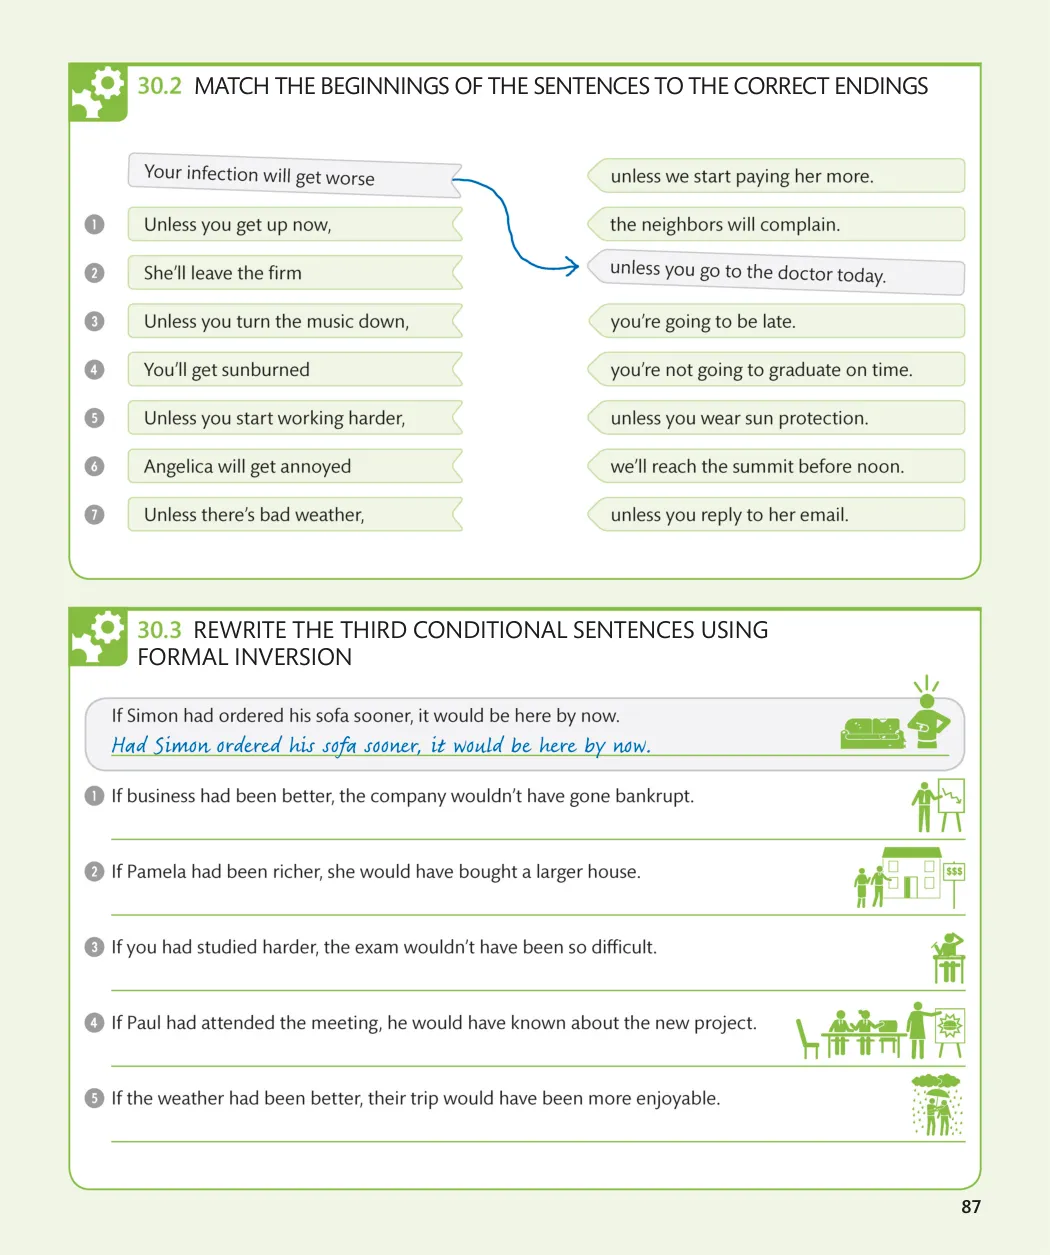 30.2 MATCH THE BEGINNINGS OF THE SENTENCES TO THE CORRECT ENDINGS
Your infection will get worse
unless we start paying her more.
1 Unless you get up now,
the neighbors will complain.
2 She'll leave the firm
unless you go to the doctor today.
3 Unless you turn the music down,
you're going to be late.
4 You'll get sunburned
you're not going to graduate on time.
5 Unless you start working harder,
unless you wear sun protection.
6 Angelica will get annoyed
we'll reach the summit before noon.
7 Unless there's bad weather,
unless you reply to her email.
30.3 REWRITE THE THIRD CONDITIONAL SENTENCES USING
FORMAL INVERSION
If Simon had ordered his sofa sooner, it would be here by now.
Had Simon ordered his sofa sooner, it would be here by now.
1 If business had been better, the company wouldn't have gone bankrupt.
2 If Pamela had been richer, she would have bought a larger house.
$$$
3 If you had studied harder, the exam wouldn't have been so difficult.
4 If Paul had attended the meeting, he would have known about the new project.
5 If the weather had been better, their trip would have been more enjoyable.
87